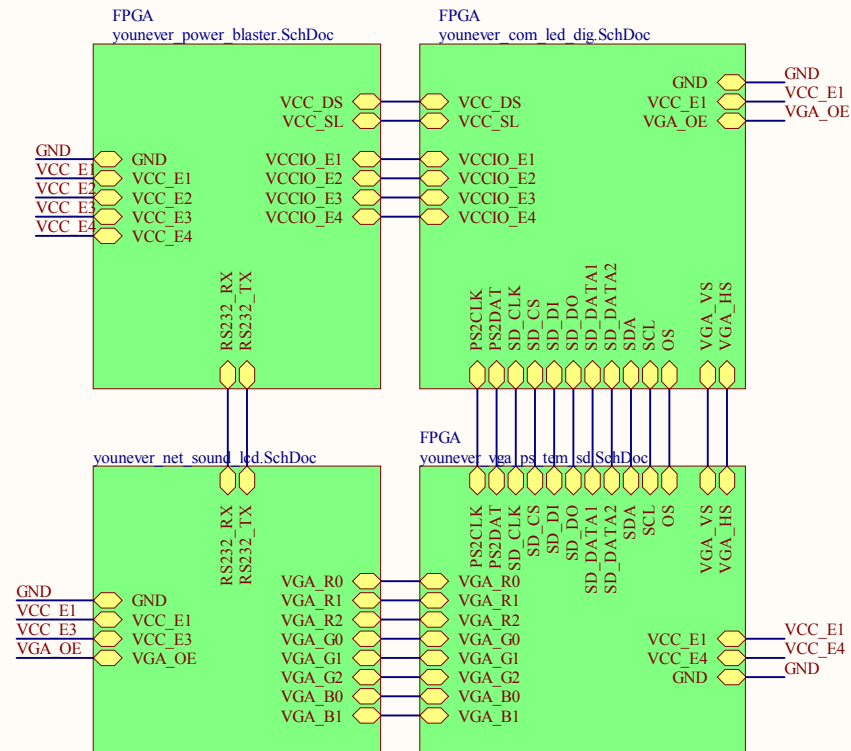 FPGA
younever_power_blaster.SchDoc
VCC_DS
VCC_SL
VCCIO_E1
VCCIO_E2
VCCIO_E3
VCCIO_E4
GND
VCC_E1
VCC_E2
VCC_E3
VCC_E4
GND
VCC_E1
VCC_E2
VCC_E3
VCC_E4
RS232_RX
RS232_TX
FPGA
younever_com_led_dig.SchDoc
VCC_DS
VCC_SL
VCCIO_E1
VCCIO_E2
VCCIO_E3
VCCIO_E4
GND
VCC_E1
VGA_OE
GND
VCC_E1
VGA_OE
PS2CLK
PS2DAT
SD_CLK
SD_CS
SD_DI
SD_DO
SD_DATA1
SD_DATA2
SDA
SCL
OS
VGA_VS
VGA_HS
younever_net_sound_lcd.SchDoc
RS232_RX
RS232_TX
GND
VCC_E1
VCC_E3
VGA_OE
GND
VCC_E1
VCC_E3
VGA_OE
VGA_R0
VGA_R1
VGA_R2
VGA_G0
VGA_G1
VGA_G2
VGA_B0
VGA_B1
FPGA
younever_vga_ps_tem_sd.SchDoc
PS2CLK
PS2DAT
SD_CLK
SD_CS
SD_DI
SD_DO
SD_DATA1
SD_DATA2
SDA
SCL
OS
VGA_VS
VGA_HS
VGA_R0
VGA_R1
VGA_R2
VGA_G0
VGA_G1
VGA_G2
VGA_B0
VGA_B1
VCC_E1
VCC_E4
GND
VCC_E1
VCC_E4
GND